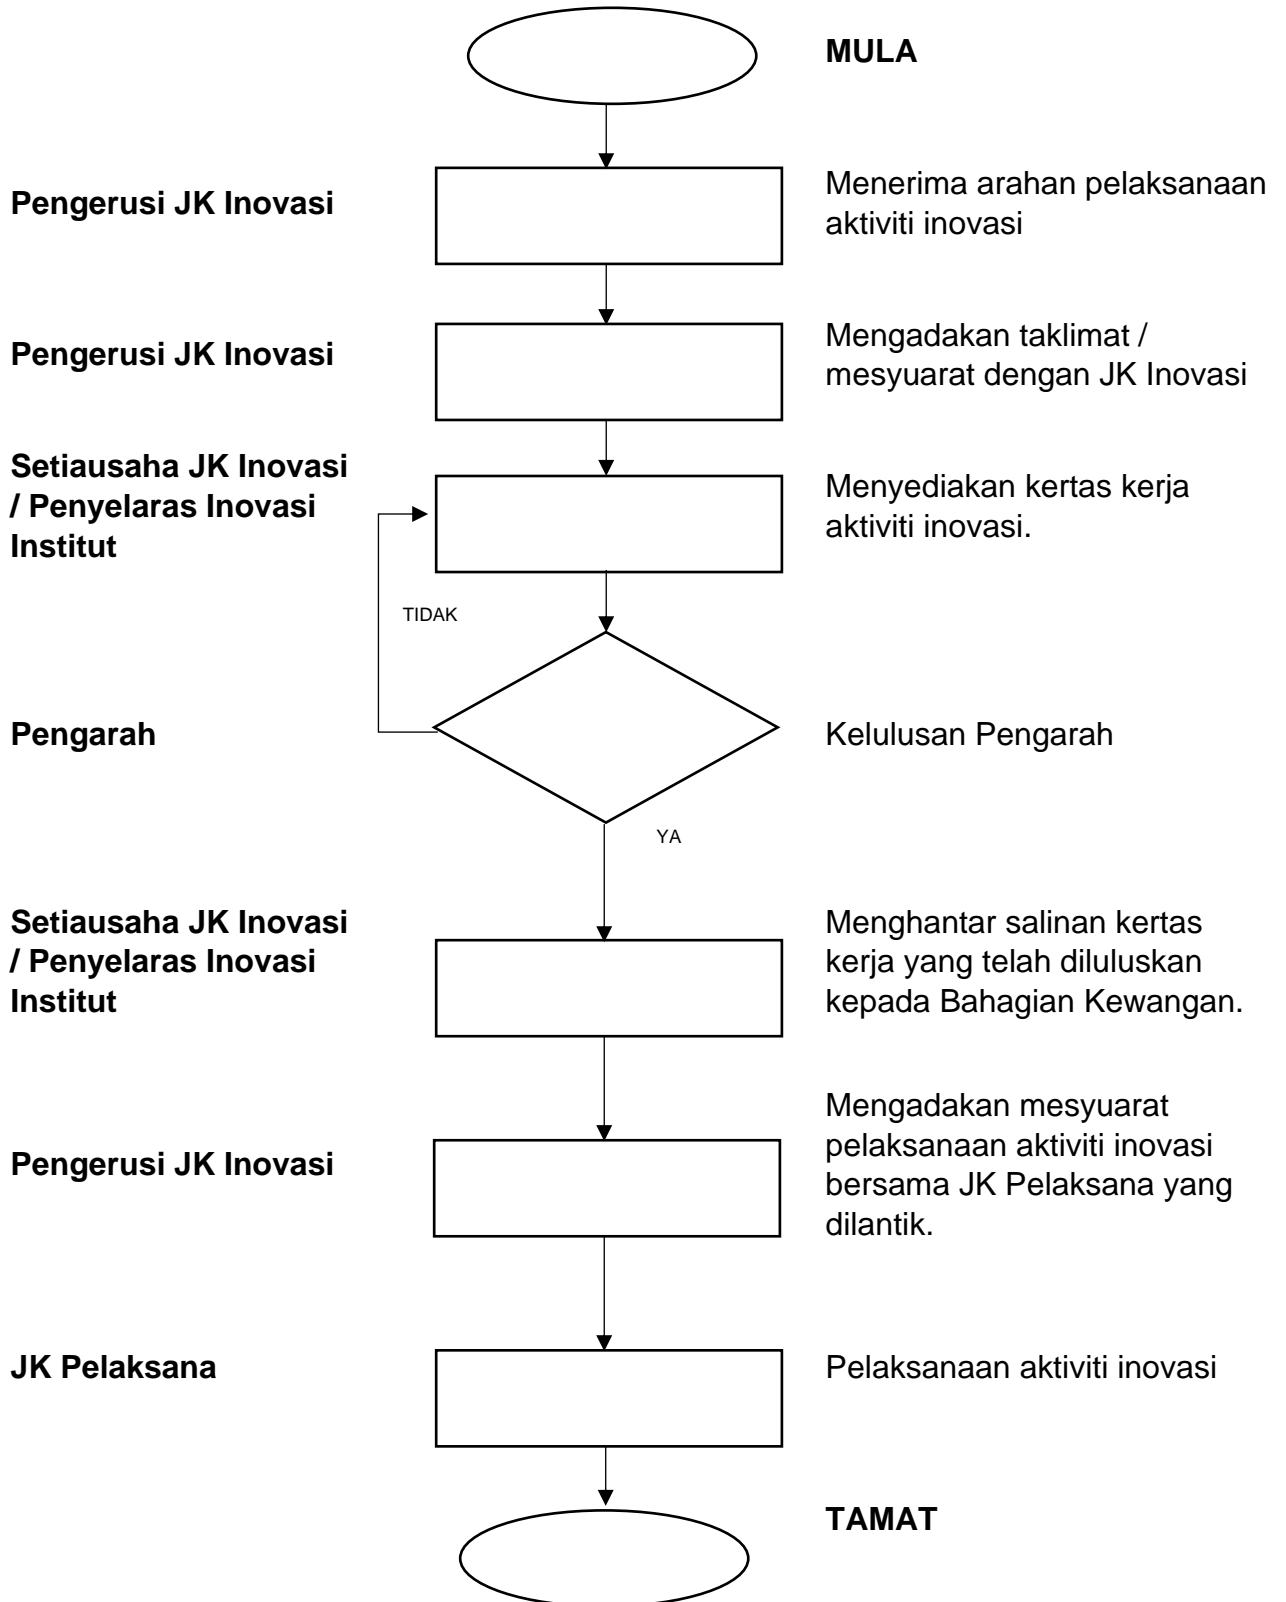 MULA
Pengerusi JK Inovasi
Menerima arahan pelaksanaan
aktiviti inovasi
Pengerusi JK Inovasi
Mengadakan taklimat /
mesyuarat dengan JK Inovasi
Setiausaha JK Inovasi
/ Penyelaras Inovasi
Institut
Menyediakan kertas kerja
aktiviti inovasi.
TIDAK
Pengarah
Kelulusan Pengarah
YA
Setiausaha JK Inovasi
/ Penyelaras Inovasi
Institut
Menghantar salinan kertas
kerja yang telah diluluskan
kepada Bahagian Kewangan.
Pengerusi JK Inovasi
Mengadakan mesyuarat
pelaksanaan aktiviti inovasi
bersama JK Pelaksana yang
dilantik.
JK Pelaksana
Pelaksanaan aktiviti inovasi
TAMAT